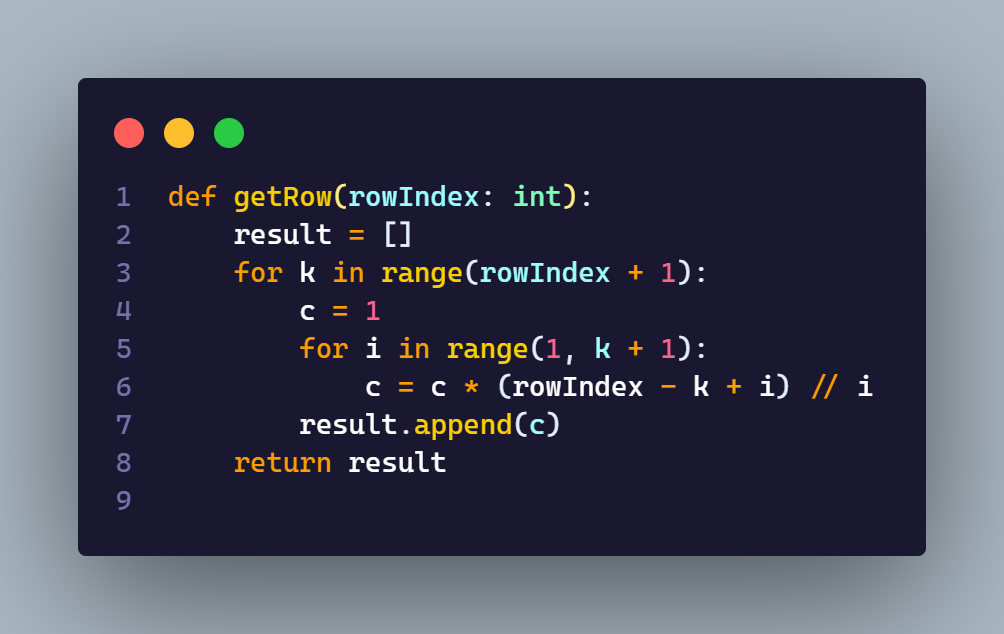 1 def getRow(rowIndex: int):
2     result = []
3     for k in range(rowIndex + 1):
4         c = 1
5         for i in range(1, k + 1):
6             c = c * (rowIndex - k + i) // i
7         result.append(c)
8     return result
9